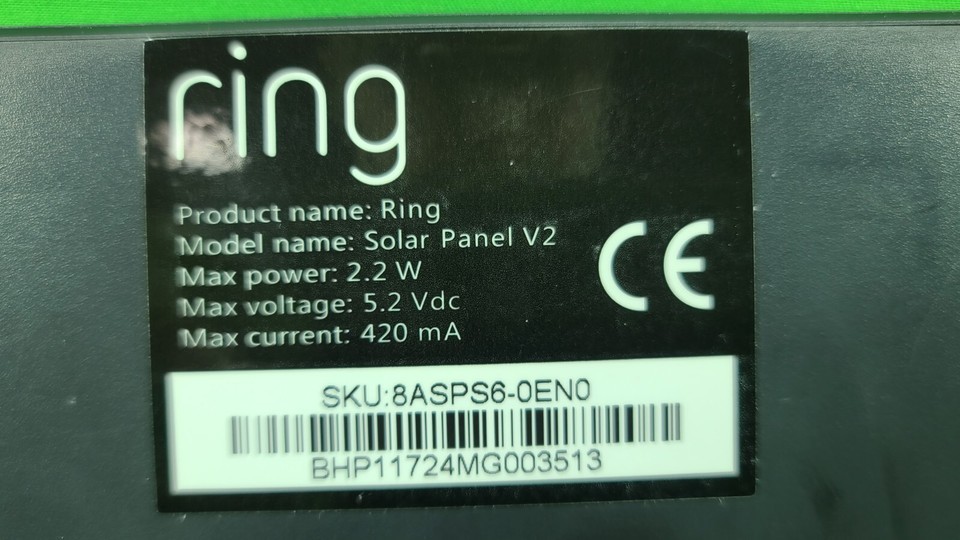 ring
Product name: Ring
Model name: Solar Panel V2
Max power: 2.2 W
Max voltage: 5.2 Vdc
Max current: 420 mA
CE
SKU:8ASPS6-0EN0
BHP11724MG003513